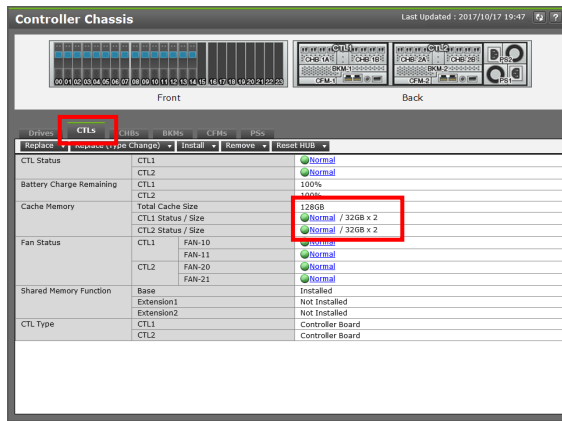 Controller Chassis
Last Updated : 2017/10/17 19:47
?
CTL1 CTL2
CHB-1A CHB-1B CHB-2A CHB-2B PS2
BKM-1 BKM-2
00 01 02 03 04 05 06 07 08 09 10 11 12 13 14 15 16 17 18 19 20 21 22 23
CFM-1 CFM-2 PS1
Front Back
Drives CTLs CHBs BKMs CFMs PSs
Replace Replace (Type Change) Install Remove Reset HUB
CTL Status CTL1 Normal
CTL2 Normal
Battery Charge Remaining CTL1 100%
CTL2 100%
Cache Memory Total Cache Size 128GB
CTL1 Status / Size Normal / 32GB x 2
CTL2 Status / Size Normal / 32GB x 2
Fan Status CTL1 FAN-10 Normal
FAN-11 Normal
CTL2 FAN-20 Normal
FAN-21 Normal
Shared Memory Function Base Installed
Extension1 Not Installed
Extension2 Not Installed
CTL Type CTL1 Controller Board
CTL2 Controller Board